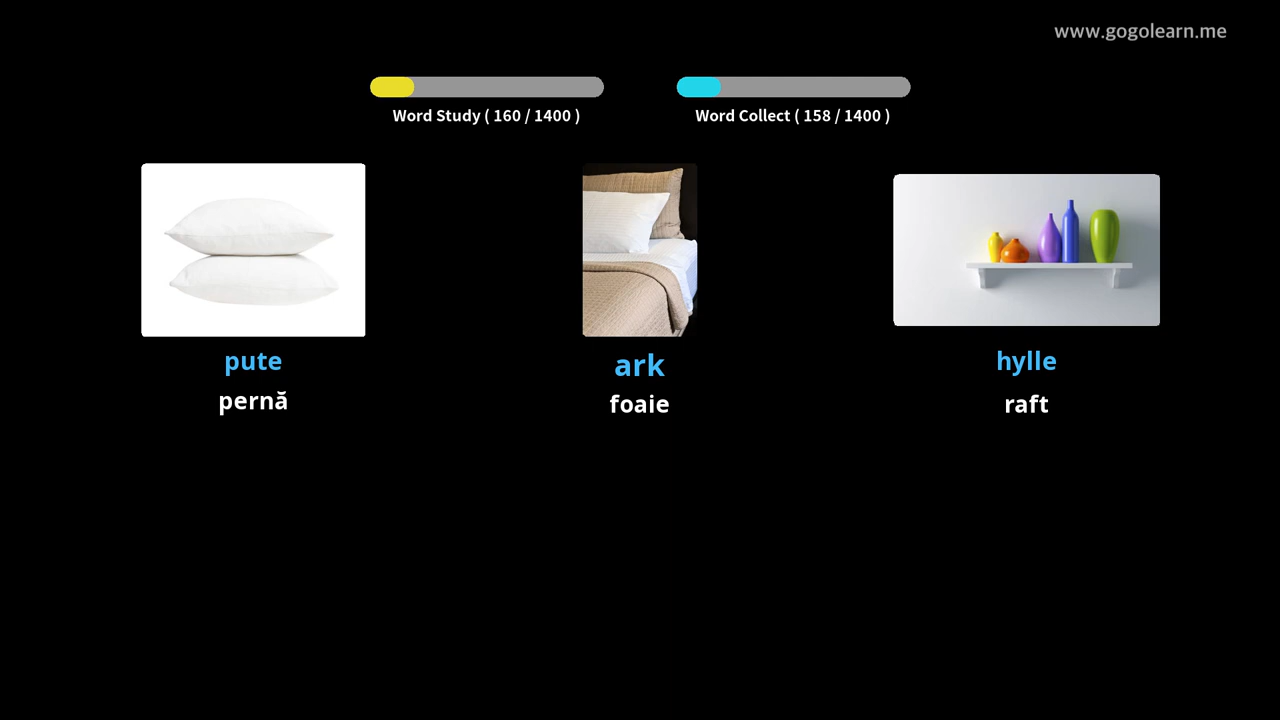 www.gogolearn.me
Word Study ( 160 / 1400 )
Word Collect ( 158 / 1400 )
pute
pernă
ark
foaie
hylle
raft